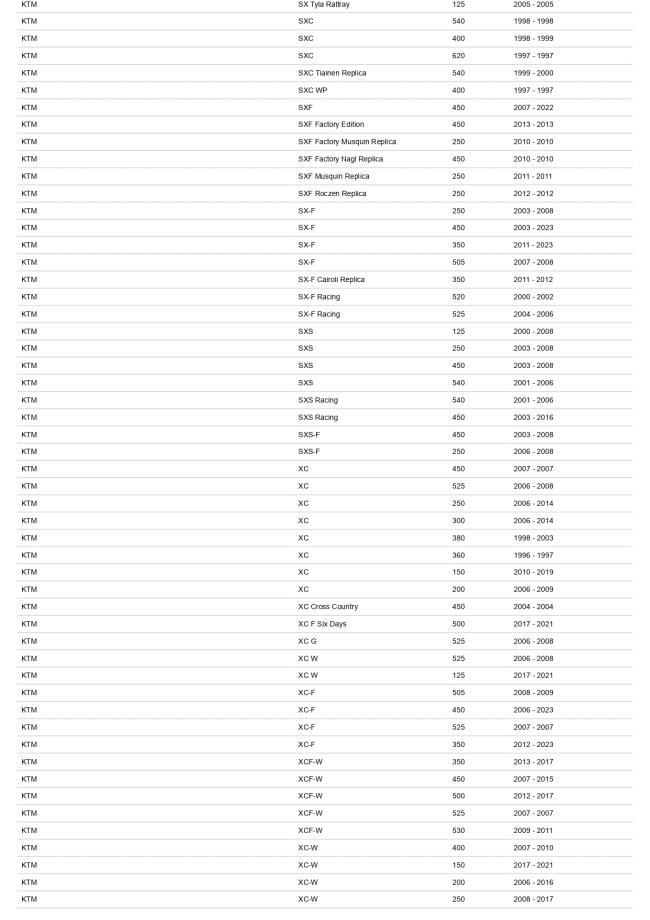 KTM SX Tyla Rattray 125 2005 - 2005
KTM SXC 540 1998 - 1998
KTM SXC 400 1998 - 1999
KTM SXC 620 1997 - 1997
KTM SXC Tiainen Replica 540 1999 - 2000
KTM SXC WP 400 1997 - 1997
KTM SXF 450 2007 - 2022
KTM SXF Factory Edition 450 2013 - 2013
KTM SXF Factory Musquin Replica 250 2010 - 2010
KTM SXF Factory Nagl Replica 450 2010 - 2010
KTM SXF Musquin Replica 250 2011 - 2011
KTM SXF Roczen Replica 250 2012 - 2012
KTM SX-F 250 2003 - 2008
KTM SX-F 450 2003 - 2023
KTM SX-F 350 2011 - 2023
KTM SX-F 505 2007 - 2008
KTM SX-F Cairoli Replica 350 2011 - 2012
KTM SX-F Racing 520 2000 - 2002
KTM SX-F Racing 525 2004 - 2006
KTM SXS 125 2000 - 2008
KTM SXS 250 2003 - 2008
KTM SXS 450 2003 - 2008
KTM SXS 540 2001 - 2006
KTM SXS Racing 540 2001 - 2006
KTM SXS Racing 450 2003 - 2016
KTM SXS-F 450 2003 - 2008
KTM SXS-F 250 2006 - 2008
KTM XC 450 2007 - 2007
KTM XC 525 2006 - 2008
KTM XC 250 2006 - 2014
KTM XC 300 2006 - 2014
KTM XC 380 1998 - 2003
KTM XC 360 1996 - 1997
KTM XC 150 2010 - 2019
KTM XC 200 2006 - 2009
KTM XC Cross Country 450 2004 - 2004
KTM XC F Six Days 500 2017 - 2021
KTM XC G 525 2006 - 2008
KTM XC W 525 2006 - 2008
KTM XC W 125 2017 - 2021
KTM XC-F 505 2008 - 2009
KTM XC-F 450 2006 - 2023
KTM XC-F 525 2007 - 2007
KTM XC-F 350 2012 - 2023
KTM XCF-W 350 2013 - 2017
KTM XCF-W 450 2007 - 2015
KTM XCF-W 500 2012 - 2017
KTM XCF-W 525 2007 - 2007
KTM XCF-W 530 2009 - 2011
KTM XC-W 400 2007 - 2010
KTM XC-W 150 2017 - 2021
KTM XC-W 200 2006 - 2016
KTM XC-W 250 2008 - 2017